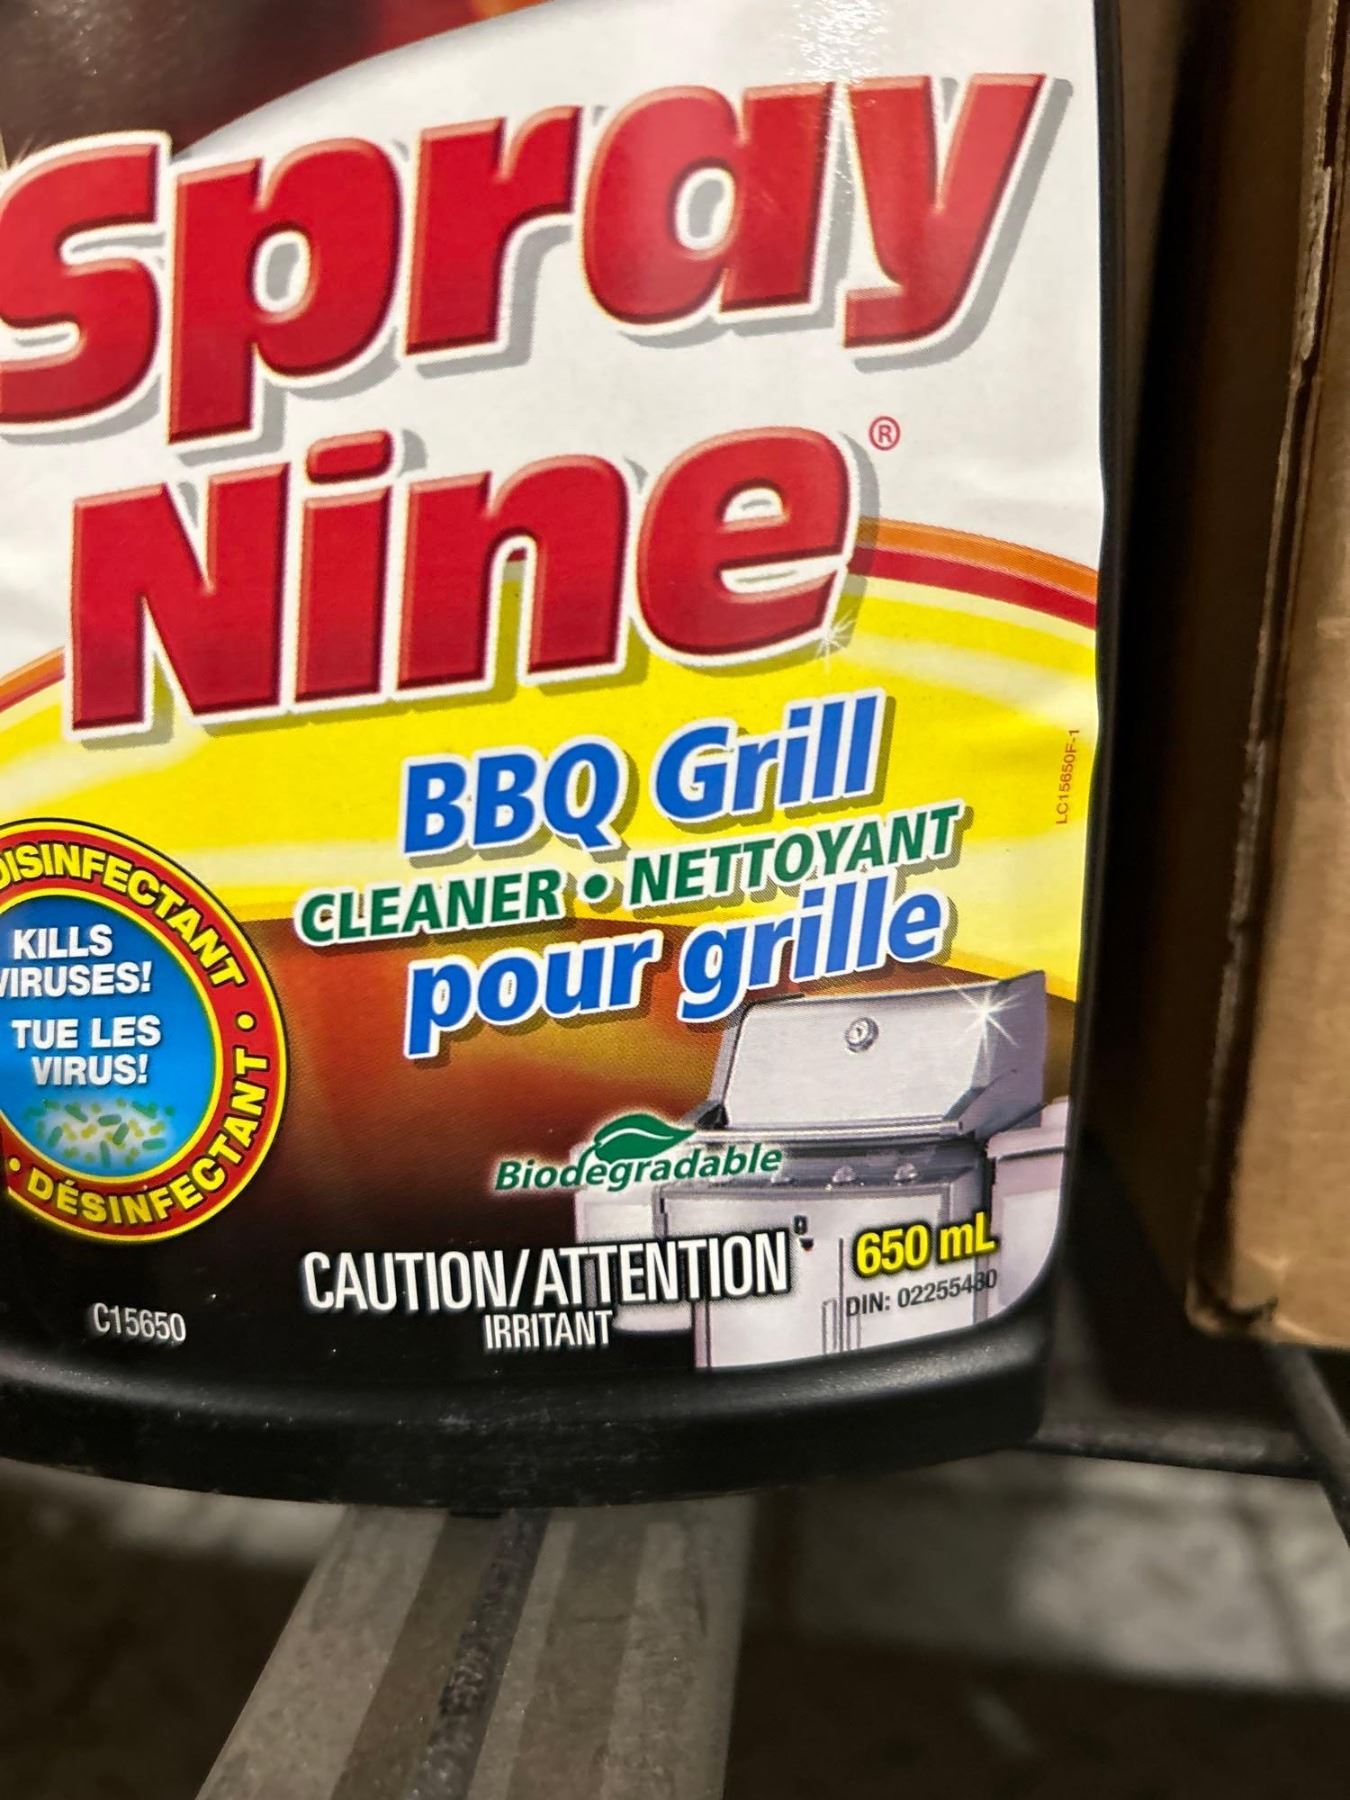 Spray
Nine®
BBQ Grill
CLEANER • NETTOYANT
pour grille
LC15650F-1
DISINFECTANT •
KILLS
VIRUSES!
TUE LES
VIRUS!
• DÉSINFECTANT
Biodegradable
CAUTION/ATTENTION
IRRITANT
650 mL
DIN: 02255480
C15650